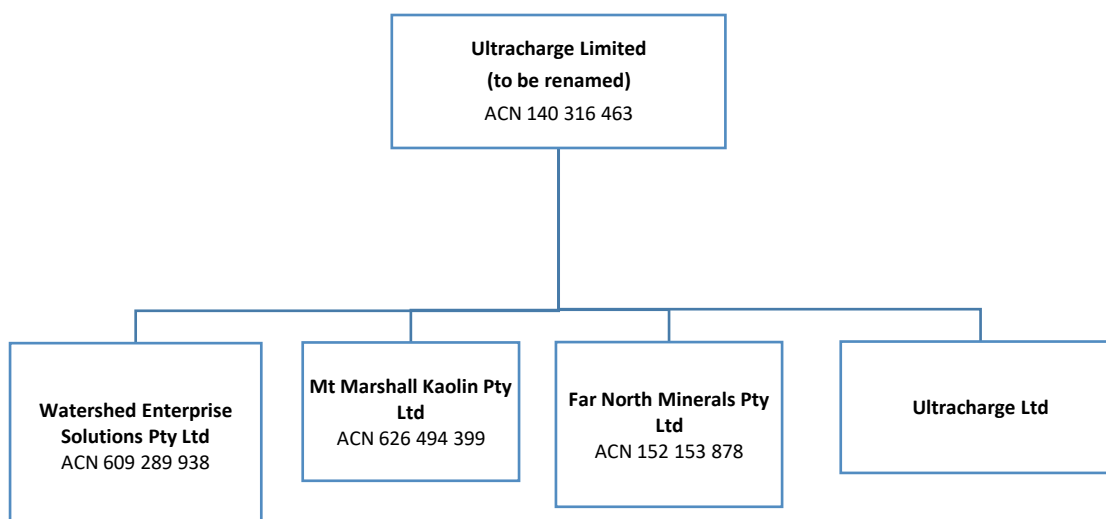 Ultracharge Limited
(to be renamed)
ACN 140 316 463
Watershed Enterprise
Solutions Pty Ltd
ACN 609 289 938
Mt Marshall Kaolin Pty
Ltd
ACN 626 494 399
Far North Minerals Pty
Ltd
ACN 152 153 878
Ultracharge Ltd